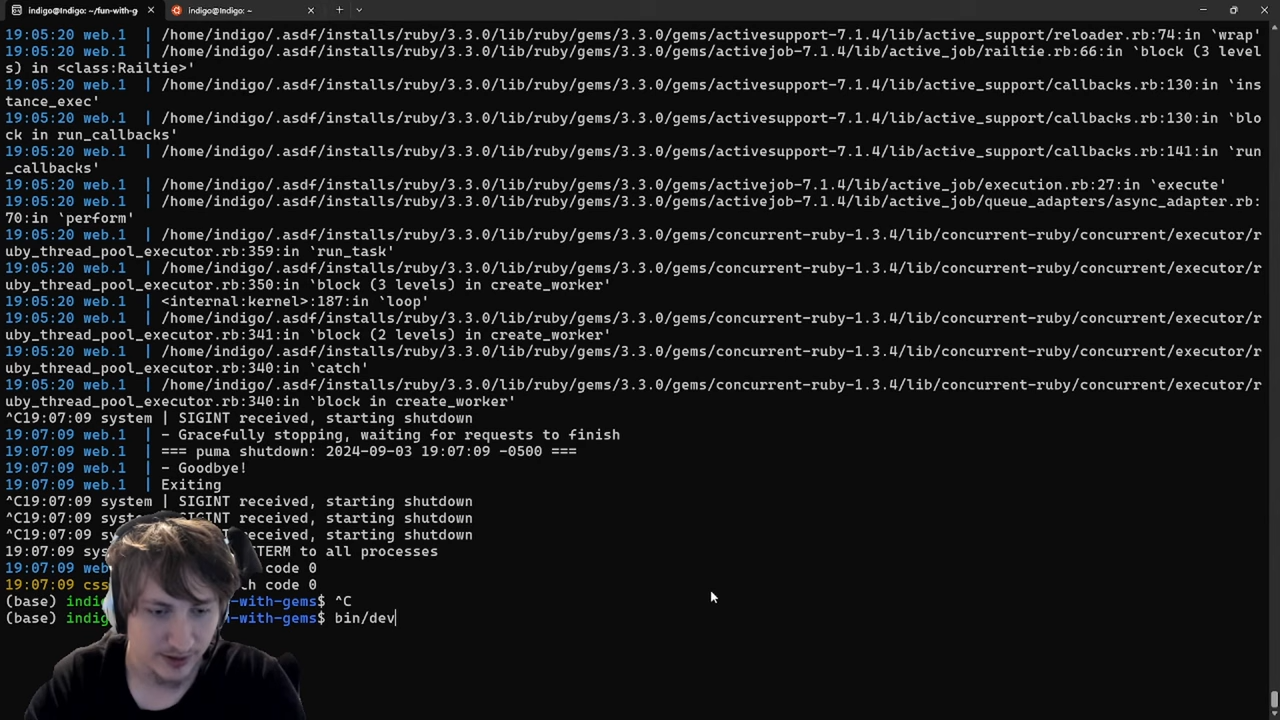 indigo@Indigo: ~/fun-with-g
indigo@Indigo: ~
19:05:20 web.1 | /home/indigo/.asdf/installs/ruby/3.3.0/lib/ruby/gems/3.3.0/gems/activesupport-7.1.4/lib/active_support/reloader.rb:74:in `wrap'
19:05:20 web.1 | /home/indigo/.asdf/installs/ruby/3.3.0/lib/ruby/gems/3.3.0/gems/activejob-7.1.4/lib/active_job/railtie.rb:66:in `block (3 level
s) in <class:Railtie>'
19:05:20 web.1 | /home/indigo/.asdf/installs/ruby/3.3.0/lib/ruby/gems/3.3.0/gems/activesupport-7.1.4/lib/active_support/callbacks.rb:130:in `ins
tance_exec'
19:05:20 web.1 | /home/indigo/.asdf/installs/ruby/3.3.0/lib/ruby/gems/3.3.0/gems/activesupport-7.1.4/lib/active_support/callbacks.rb:130:in `blo
ck in run_callbacks'
19:05:20 web.1 | /home/indigo/.asdf/installs/ruby/3.3.0/lib/ruby/gems/3.3.0/gems/activesupport-7.1.4/lib/active_support/callbacks.rb:141:in `run
_callbacks'
19:05:20 web.1 | /home/indigo/.asdf/installs/ruby/3.3.0/lib/ruby/gems/3.3.0/gems/activejob-7.1.4/lib/active_job/execution.rb:27:in `execute'
19:05:20 web.1 | /home/indigo/.asdf/installs/ruby/3.3.0/lib/ruby/gems/3.3.0/gems/activejob-7.1.4/lib/active_job/queue_adapters/async_adapter.rb:
70:in `perform'
19:05:20 web.1 | /home/indigo/.asdf/installs/ruby/3.3.0/lib/ruby/gems/3.3.0/gems/concurrent-ruby-1.3.4/lib/concurrent-ruby/concurrent/executor/r
uby_thread_pool_executor.rb:359:in `run_task'
19:05:20 web.1 | /home/indigo/.asdf/installs/ruby/3.3.0/lib/ruby/gems/3.3.0/gems/concurrent-ruby-1.3.4/lib/concurrent-ruby/concurrent/executor/r
uby_thread_pool_executor.rb:350:in `block (3 levels) in create_worker'
19:05:20 web.1 | <internal:kernel>:187:in `loop'
19:05:20 web.1 | /home/indigo/.asdf/installs/ruby/3.3.0/lib/ruby/gems/3.3.0/gems/concurrent-ruby-1.3.4/lib/concurrent-ruby/concurrent/executor/r
uby_thread_pool_executor.rb:341:in `block (2 levels) in create_worker'
19:05:20 web.1 | /home/indigo/.asdf/installs/ruby/3.3.0/lib/ruby/gems/3.3.0/gems/concurrent-ruby-1.3.4/lib/concurrent-ruby/concurrent/executor/r
uby_thread_pool_executor.rb:340:in `catch'
19:05:20 web.1 | /home/indigo/.asdf/installs/ruby/3.3.0/lib/ruby/gems/3.3.0/gems/concurrent-ruby-1.3.4/lib/concurrent-ruby/concurrent/executor/r
uby_thread_pool_executor.rb:340:in `block in create_worker'
^C19:07:09 system | SIGINT received, starting shutdown
19:07:09 web.1 | - Gracefully stopping, waiting for requests to finish
19:07:09 web.1 | === puma shutdown: 2024-09-03 19:07:09 -0500 ===
19:07:09 web.1 | - Goodbye!
19:07:09 web.1 | Exiting
^C19:07:09 system | SIGINT received, starting shutdown
^C19:07:09 syste SIGINT received, starting shutdown
^C19:07:09 received, starting shutdown
19:07:09 sys TERM to all processes
19:07:09 web code 0
19:07:09 css code 0
(base) indig -with-gems$ ^C
(base) indig -with-gems$ bin/dev